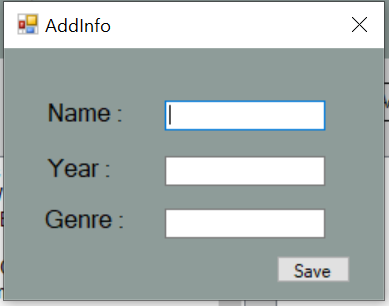 AddInfo
Name :
Year :
Genre :
Save